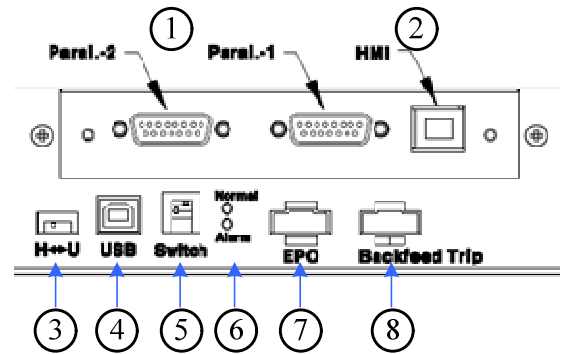 1 2
Paral.-2 Paral.-1 HMI
Normal
Alarm
H↔U USB Switch EPO Backfeed Trip
3 4 5 6 7 8